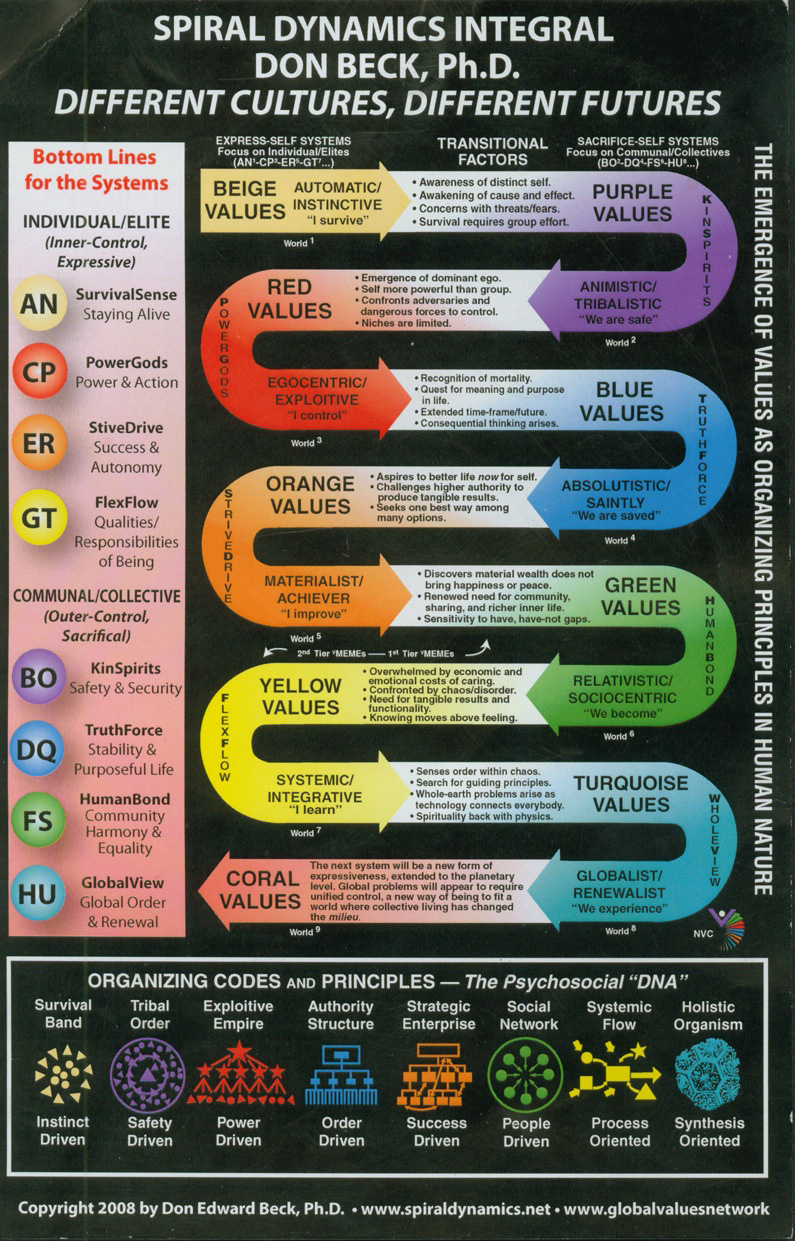 SPIRAL DYNAMICS INTEGRAL
DON BECK, Ph.D.
DIFFERENT CULTURES, DIFFERENT FUTURES
Bottom Lines
for the Systems
INDIVIDUAL/ELITE
(Inner-Control,
Expressive)
AN
SurvivalSense
Staying Alive
CP
PowerGods
Power & Action
ER
StiveDrive
Success &
Autonomy
GT
FlexFlow
Qualities/
Responsibilities
of Being
COMMUNAL/COLLECTIVE
(Outer-Control,
Sacrifical)
BO
KinSpirits
Safety & Security
DQ
TruthForce
Stability &
Purposeful Life
FS
HumanBond
Community
Harmony &
Equality
HU
GlobalView
Global Order
& Renewal
EXPRESS-SELF SYSTEMS
Focus on Individual/Elites
(AN¹-CP³-ER⁵-GT⁷...)
TRANSITIONAL
FACTORS
SACRIFICE-SELF SYSTEMS
Focus on Communal/Collectives
(BO²-DQ⁴-FS⁶-HU⁸...)
BEIGE
VALUES
AUTOMATIC/
INSTINCTIVE
"I survive"
World 1
• Awareness of distinct self.
• Awakening of cause and effect.
• Concerns with threats/fears.
• Survival requires group effort.
PURPLE
VALUES
KINSPIRITS
ANIMISTIC/
TRIBALISTIC
"We are safe"
World 2
• Emergence of dominant ego.
• Self more powerful than group.
• Confronts adversaries and
dangerous forces to control.
• Niches are limited.
RED
VALUES
POWERGODS
EGOCENTRIC/
EXPLOITIVE
"I control"
World 3
• Recognition of mortality.
• Quest for meaning and purpose
in life.
• Extended time-frame/future.
• Consequential thinking arises.
BLUE
VALUES
TRUTHFORCE
ABSOLUTISTIC/
SAINTLY
"We are saved"
World 4
• Aspires to better life now for self.
• Challenges higher authority to
produce tangible results.
• Seeks one best way among
many options.
ORANGE
VALUES
STRIVEDRIVE
MATERIALIST/
ACHIEVER
"I improve"
World 5
• Discovers material wealth does not
bring happiness or peace.
• Renewed need for community,
sharing, and richer inner life.
• Sensitivity to have, have-not gaps.
GREEN
VALUES
HUMANBOND
RELATIVISTIC/
SOCIOCENTRIC
"We become"
World 6
2nd Tier ᵛMEMEs — 1st Tier ᵛMEMEs
• Overwhelmed by economic and
emotional costs of caring.
• Confronted by chaos/disorder.
• Need for tangible results and
functionality.
• Knowing moves above feeling.
YELLOW
VALUES
FLEXFLOW
SYSTEMIC/
INTEGRATIVE
"I learn"
World 7
• Senses order within chaos.
• Search for guiding principles.
• Whole-earth problems arise as
technology connects everybody.
• Spirituality back with physics.
TURQUOISE
VALUES
WHOLEVIEW
GLOBALIST/
RENEWALIST
"We experience"
World 8
The next system will be a new form of
expressiveness, extended to the planetary
level. Global problems will appear to require
unified control, a new way of being to fit a
world where collective living has changed
the milieu.
CORAL
VALUES
World 9
NVC
THE EMERGENCE OF VALUES AS ORGANIZING PRINCIPLES IN HUMAN NATURE
ORGANIZING CODES AND PRINCIPLES — The Psychosocial "DNA"
Survival
Band
Instinct
Driven
Tribal
Order
Safety
Driven
Exploitive
Empire
Power
Driven
Authority
Structure
Order
Driven
Strategic
Enterprise
Success
Driven
Social
Network
People
Driven
Systemic
Flow
Process
Oriented
Holistic
Organism
Synthesis
Oriented
Copyright 2008 by Don Edward Beck, Ph.D. • www.spiraldynamics.net • www.globalvaluesnetwork